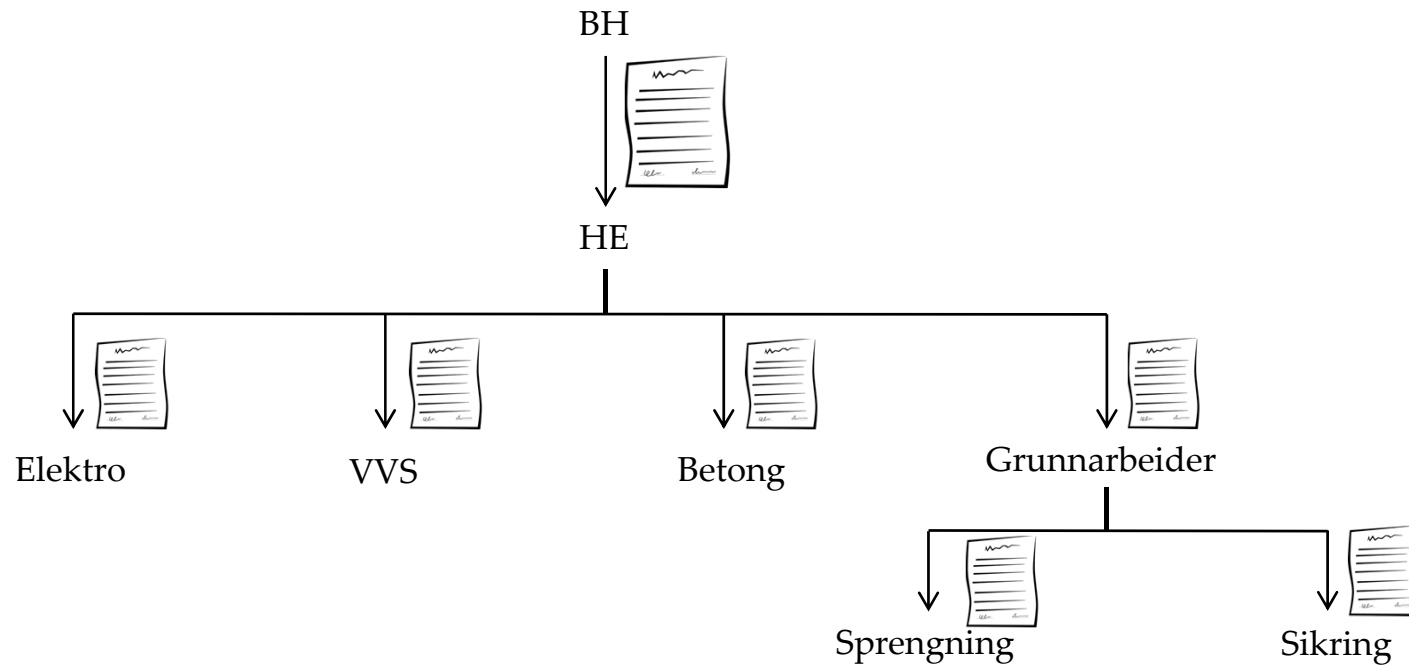 BH
HE
Elektro
VVS
Betong
Grunnarbeider
Sprengning
Sikring